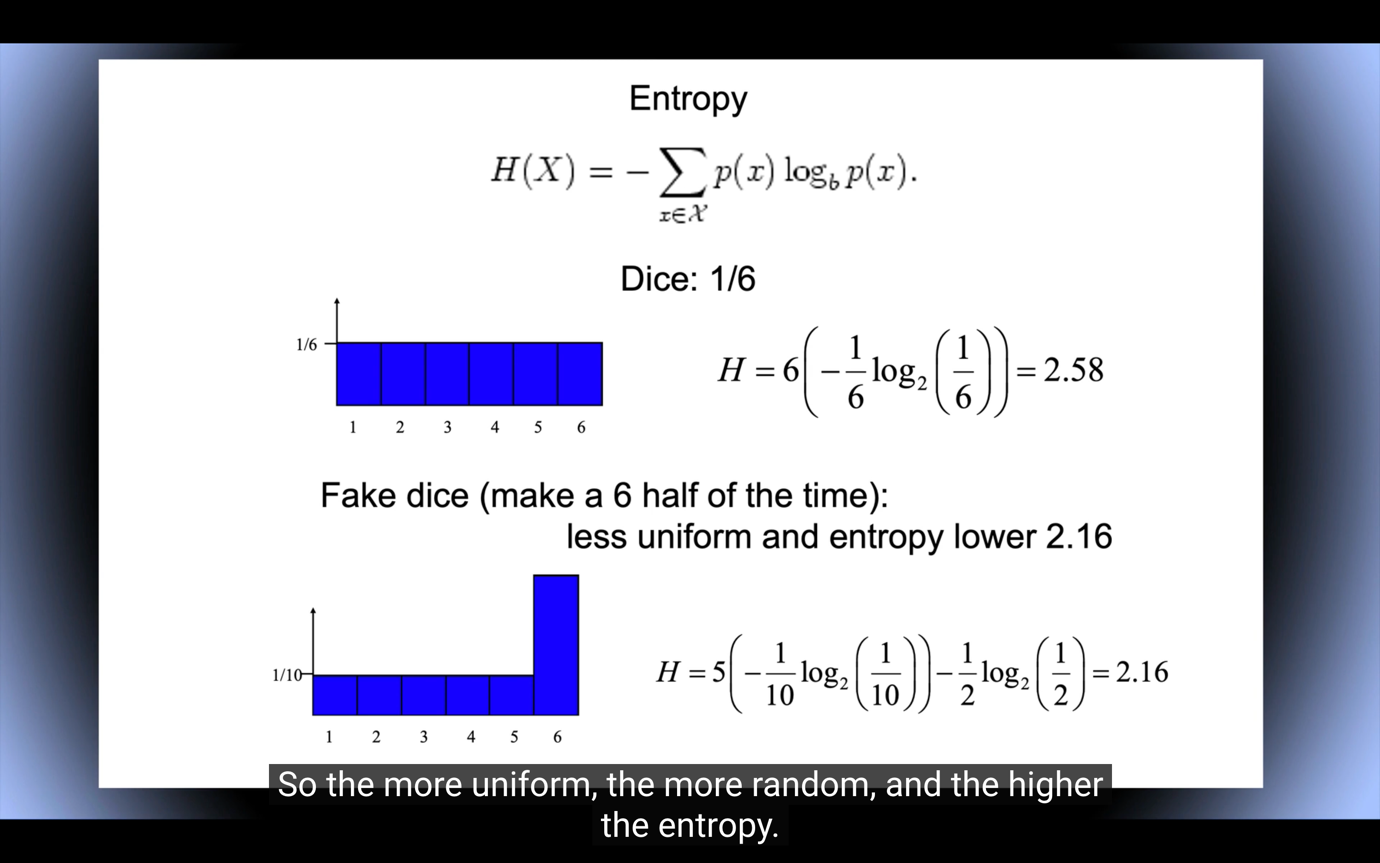 Entropy
H(X) = − ∑ p(x) log_b p(x).
x∈𝒳
Dice: 1/6
1/6
H = 6(−1/6 log₂(1/6)) = 2.58
1 2 3 4 5 6
Fake dice (make a 6 half of the time):
less uniform and entropy lower 2.16
1/10
H = 5(−1/10 log₂(1/10)) − 1/2 log₂(1/2) = 2.16
1 2 3 4 5 6
So the more uniform, the more random, and the higher
the entropy.